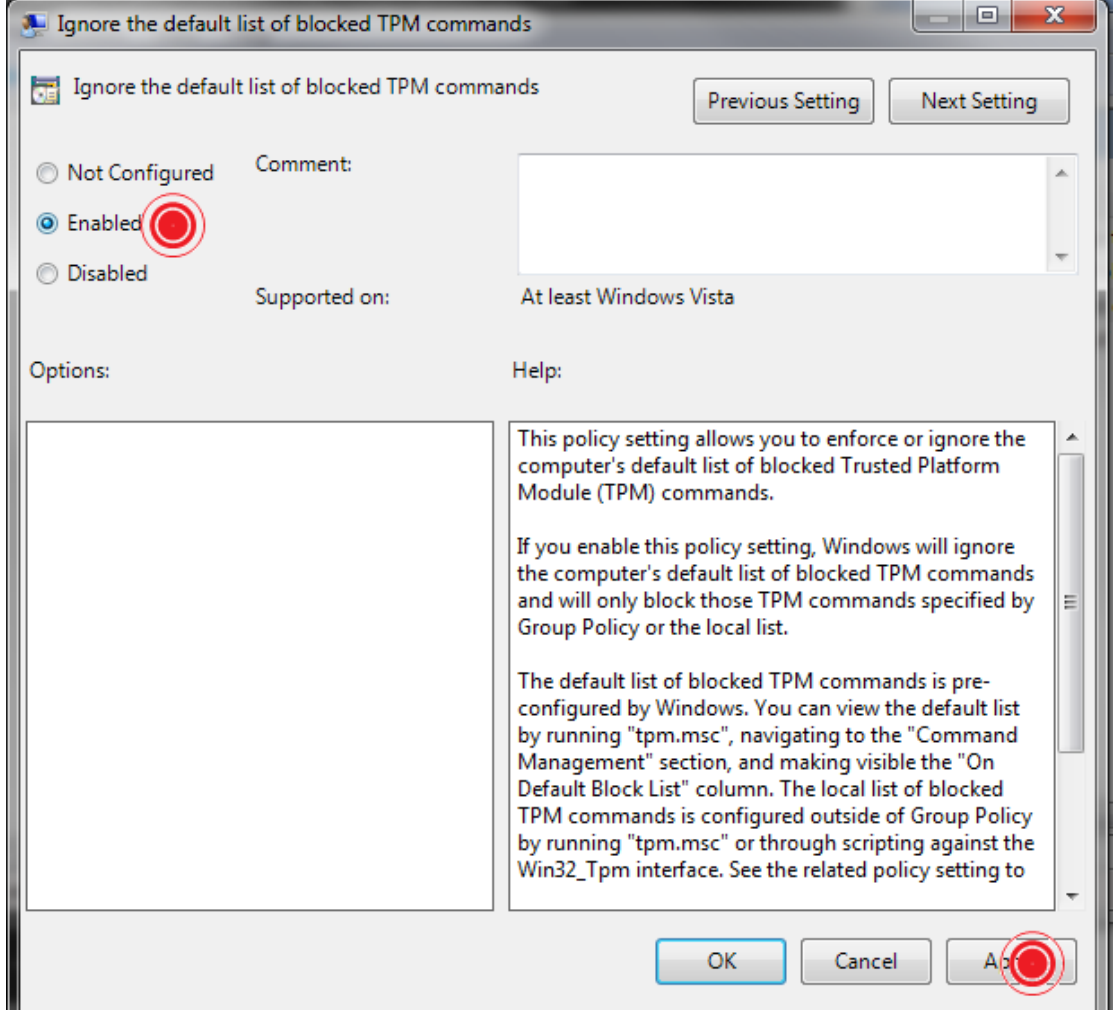 Ignore the default list of blocked TPM commands
Ignore the default list of blocked TPM commands
Previous Setting
Next Setting
Not Configured
Comment:
Enabled
Disabled
Supported on:
At least Windows Vista
Options:
Help:
This policy setting allows you to enforce or ignore the
computer's default list of blocked Trusted Platform
Module (TPM) commands.
If you enable this policy setting, Windows will ignore
the computer's default list of blocked TPM commands
and will only block those TPM commands specified by
Group Policy or the local list.
The default list of blocked TPM commands is pre-
configured by Windows. You can view the default list
by running "tpm.msc", navigating to the "Command
Management" section, and making visible the "On
Default Block List" column. The local list of blocked
TPM commands is configured outside of Group Policy
by running "tpm.msc" or through scripting against the
Win32_Tpm interface. See the related policy setting to
OK
Cancel